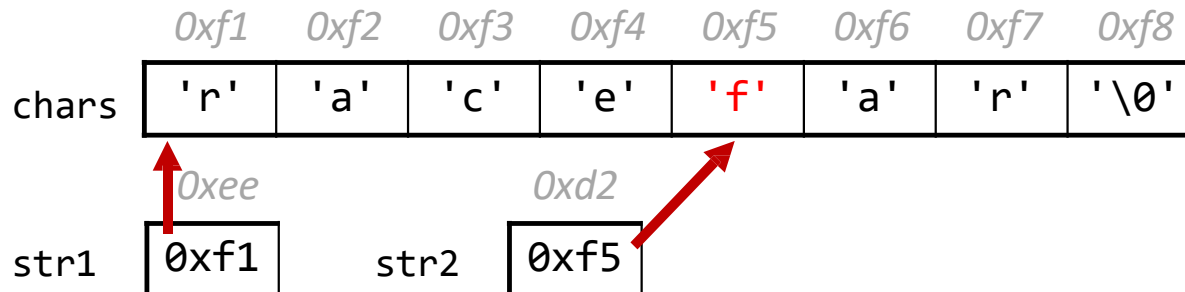 0xf1 0xf2 0xf3 0xf4 0xf5 0xf6 0xf7 0xf8
chars 'r' 'a' 'c' 'e' 'f' 'a' 'r' '\0'
0xee 0xd2
str1 0xf1 str2 0xf5